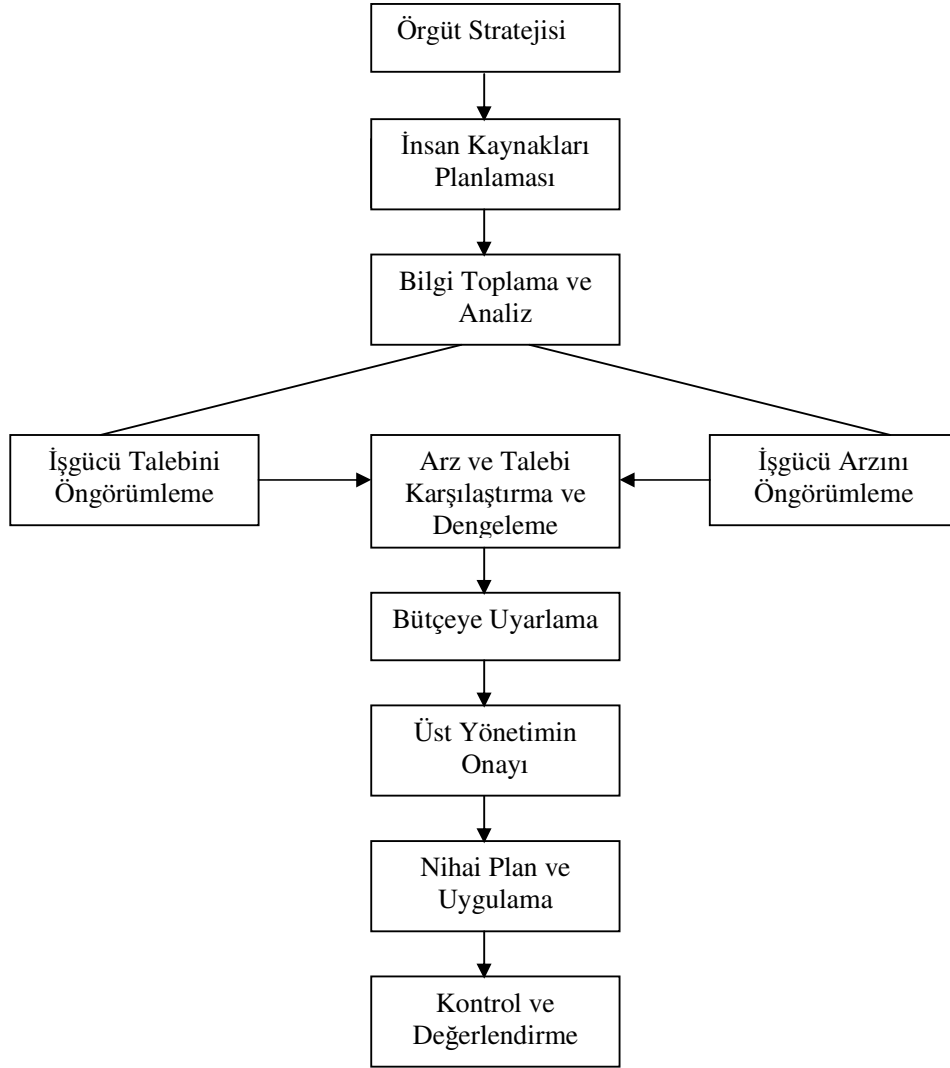 Örgüt Stratejisi
İnsan Kaynakları
Planlaması
Bilgi Toplama ve
Analiz
İşgücü Talebini
Öngörümleme
Arz ve Talebi
Karşılaştırma ve
Dengeleme
İşgücü Arzını
Öngörümleme
Bütçeye Uyarlama
Üst Yönetimin
Onayı
Nihai Plan ve
Uygulama
Kontrol ve
Değerlendirme